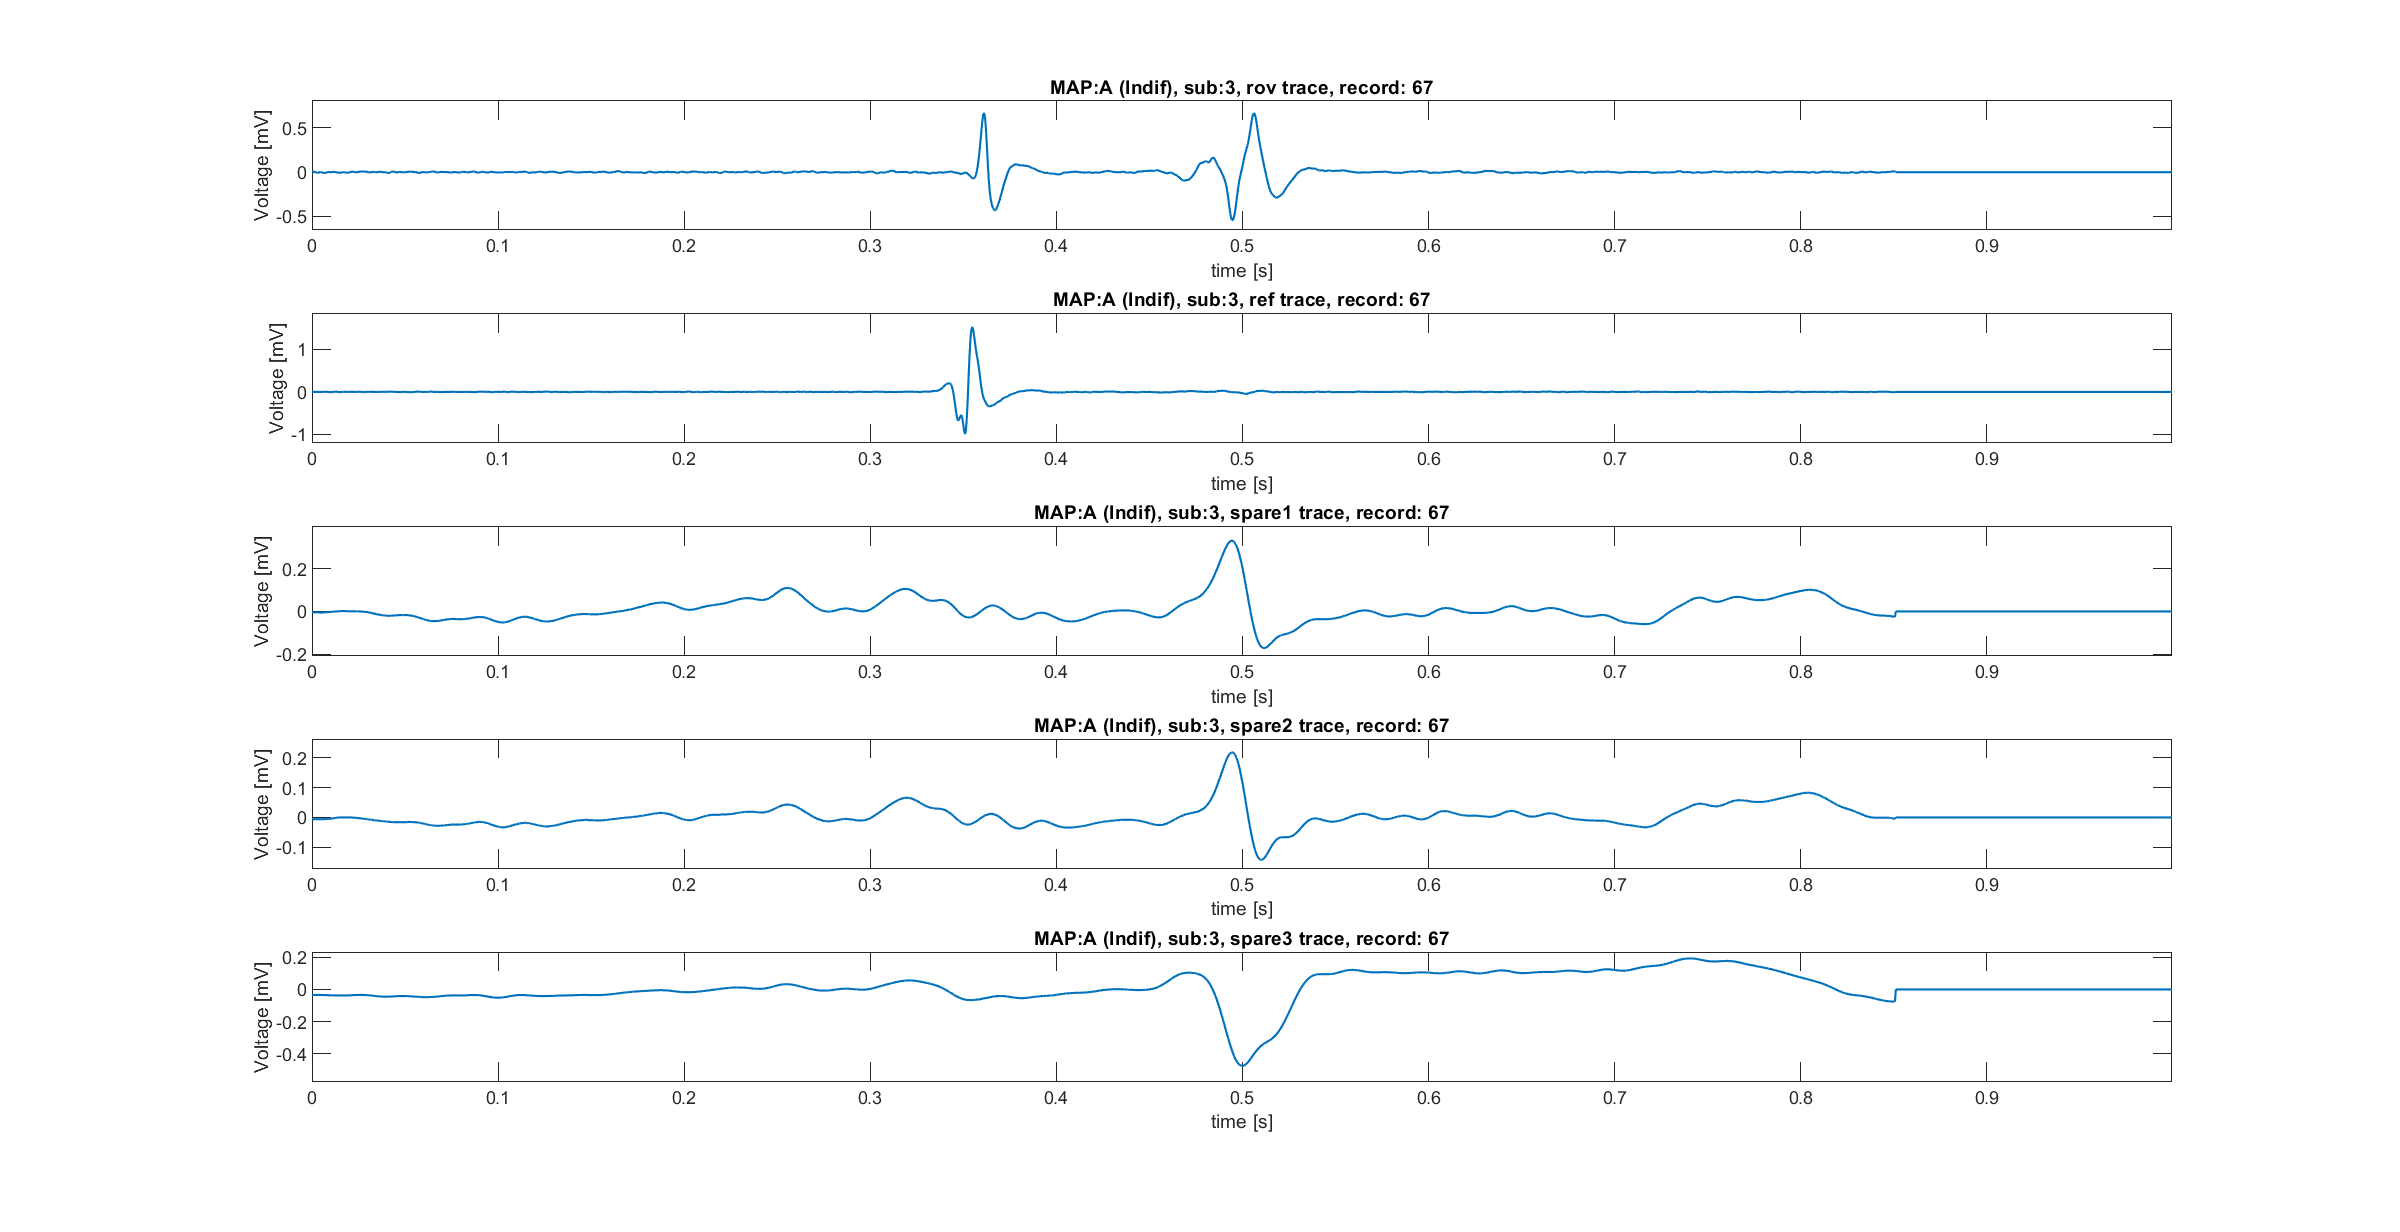 MAP:A (Indif), sub:3, rov trace, record: 67
Voltage [mV]
0.5
0
-0.5
0 0.1 0.2 0.3 0.4 0.5 0.6 0.7 0.8 0.9
time [s]
MAP:A (Indif), sub:3, ref trace, record: 67
Voltage [mV]
1
0
-1
0 0.1 0.2 0.3 0.4 0.5 0.6 0.7 0.8 0.9
time [s]
MAP:A (Indif), sub:3, spare1 trace, record: 67
Voltage [mV]
0.2
0
-0.2
0 0.1 0.2 0.3 0.4 0.5 0.6 0.7 0.8 0.9
time [s]
MAP:A (Indif), sub:3, spare2 trace, record: 67
Voltage [mV]
0.2
0.1
0
-0.1
0 0.1 0.2 0.3 0.4 0.5 0.6 0.7 0.8 0.9
time [s]
MAP:A (Indif), sub:3, spare3 trace, record: 67
Voltage [mV]
0.2
0
-0.2
-0.4
0 0.1 0.2 0.3 0.4 0.5 0.6 0.7 0.8 0.9
time [s]